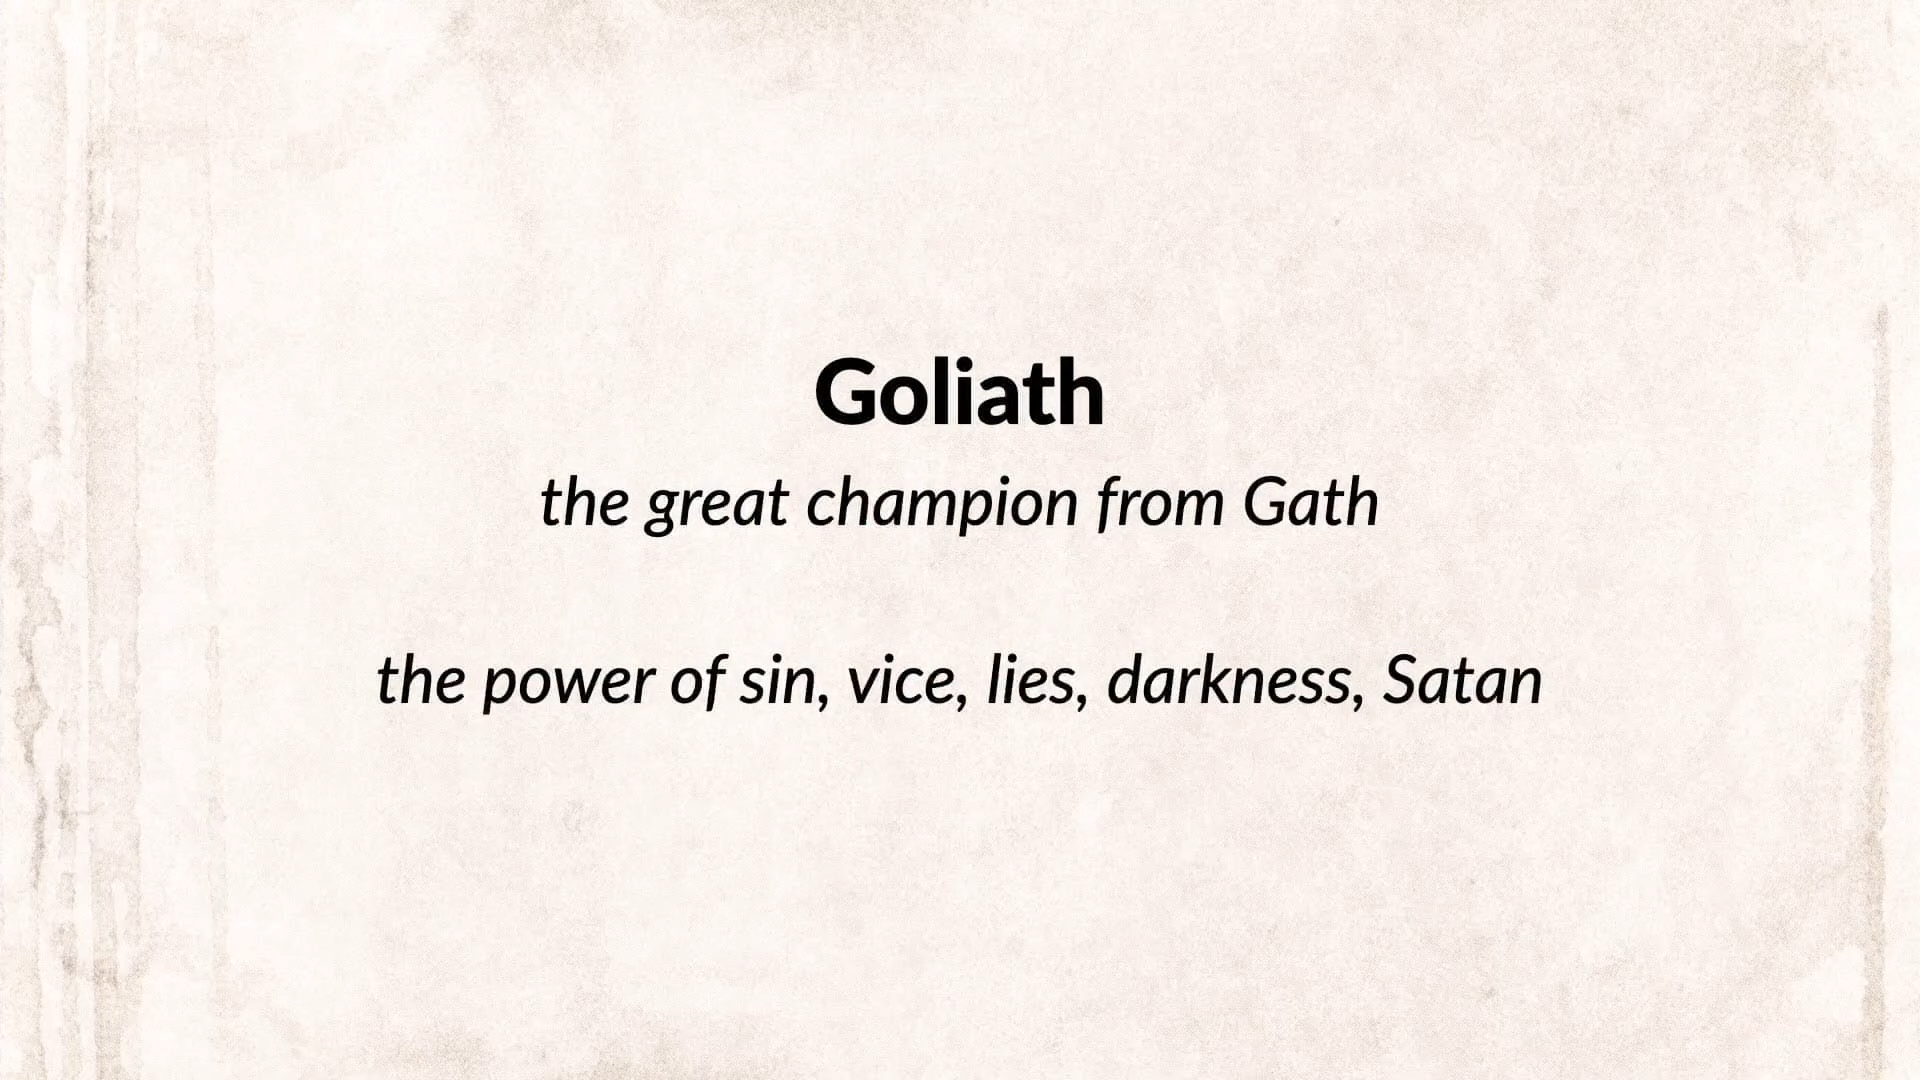 Goliath
the great champion from Gath
the power of sin, vice, lies, darkness, Satan